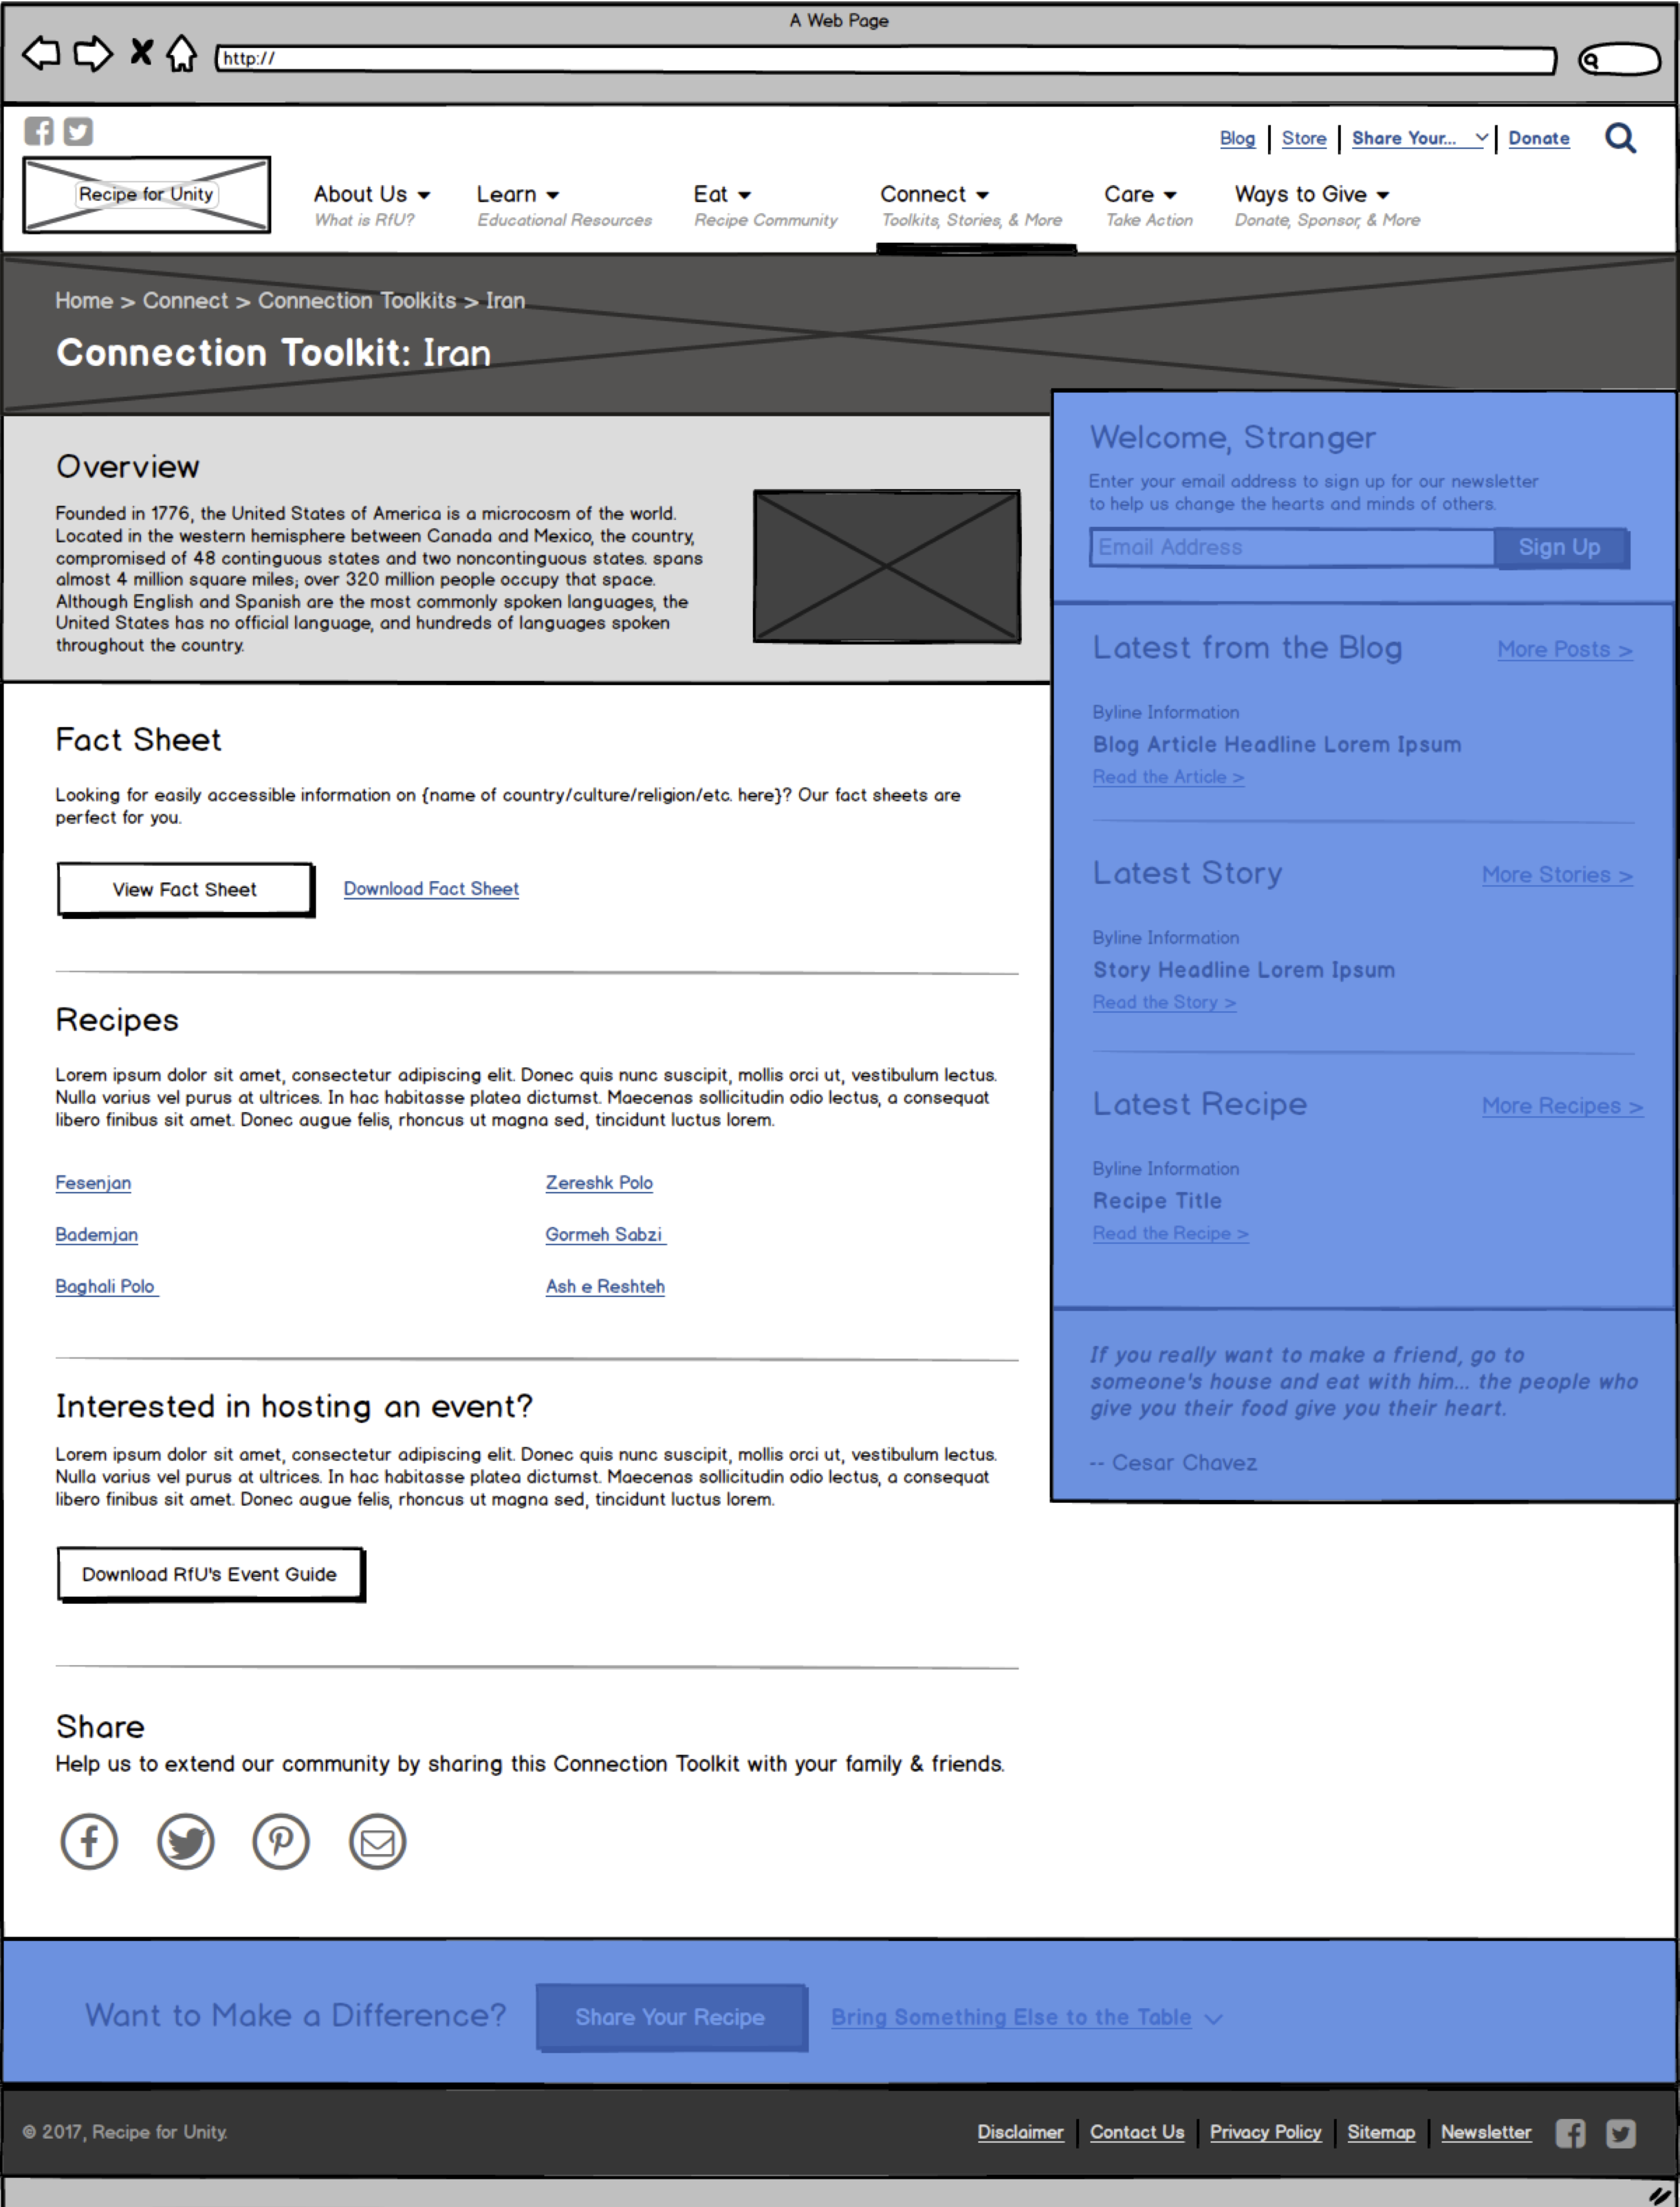 A Web Page
http://
Blog
Store
Share Your...
Donate
Recipe for Unity
About Us
Learn
Eat
Connect
Care
Ways to Give
What is RfU?
Educational Resources
Recipe Community
Toolkits, Stories, & More
Take Action
Donate, Sponsor, & More
Home > Connect > Connection Toolkits > Iran
Connection Toolkit: Iran
Overview
Founded in 1776, the United States of America is a microcosm of the world.
Located in the western hemisphere between Canada and Mexico, the country,
compromised of 48 continguous states and two noncontinguous states. spans
almost 4 million square miles; over 320 million people occupy that space.
Although English and Spanish are the most commonly spoken languages, the
United States has no official language, and hundreds of languages spoken
throughout the country.
Fact Sheet
Looking for easily accessible information on {name of country/culture/religion/etc. here}? Our fact sheets are
perfect for you.
View Fact Sheet
Download Fact Sheet
Recipes
Lorem ipsum dolor sit amet, consectetur adipiscing elit. Donec quis nunc suscipit, mollis orci ut, vestibulum lectus.
Nulla varius vel purus at ultrices. In hac habitasse platea dictumst. Maecenas sollicitudin odio lectus, a consequat
libero finibus sit amet. Donec augue felis, rhoncus ut magna sed, tincidunt luctus lorem.
Fesenjan
Zereshk Polo
Bademjan
Gormeh Sabzi
Baghali Polo
Ash e Reshteh
Interested in hosting an event?
Lorem ipsum dolor sit amet, consectetur adipiscing elit. Donec quis nunc suscipit, mollis orci ut, vestibulum lectus.
Nulla varius vel purus at ultrices. In hac habitasse platea dictumst. Maecenas sollicitudin odio lectus, a consequat
libero finibus sit amet. Donec augue felis, rhoncus ut magna sed, tincidunt luctus lorem.
Download RfU's Event Guide
Share
Help us to extend our community by sharing this Connection Toolkit with your family & friends.
Welcome, Stranger
Enter your email address to sign up for our newsletter
to help us change the hearts and minds of others.
Email Address
Sign Up
Latest from the Blog
More Posts >
Byline Information
Blog Article Headline Lorem Ipsum
Read the Article >
Latest Story
More Stories >
Byline Information
Story Headline Lorem Ipsum
Read the Story >
Latest Recipe
More Recipes >
Byline Information
Recipe Title
Read the Recipe >
If you really want to make a friend, go to
someone's house and eat with him... the people who
give you their food give you their heart.
-- Cesar Chavez
Want to Make a Difference?
Share Your Recipe
Bring Something Else to the Table
© 2017, Recipe for Unity.
Disclaimer
Contact Us
Privacy Policy
Sitemap
Newsletter